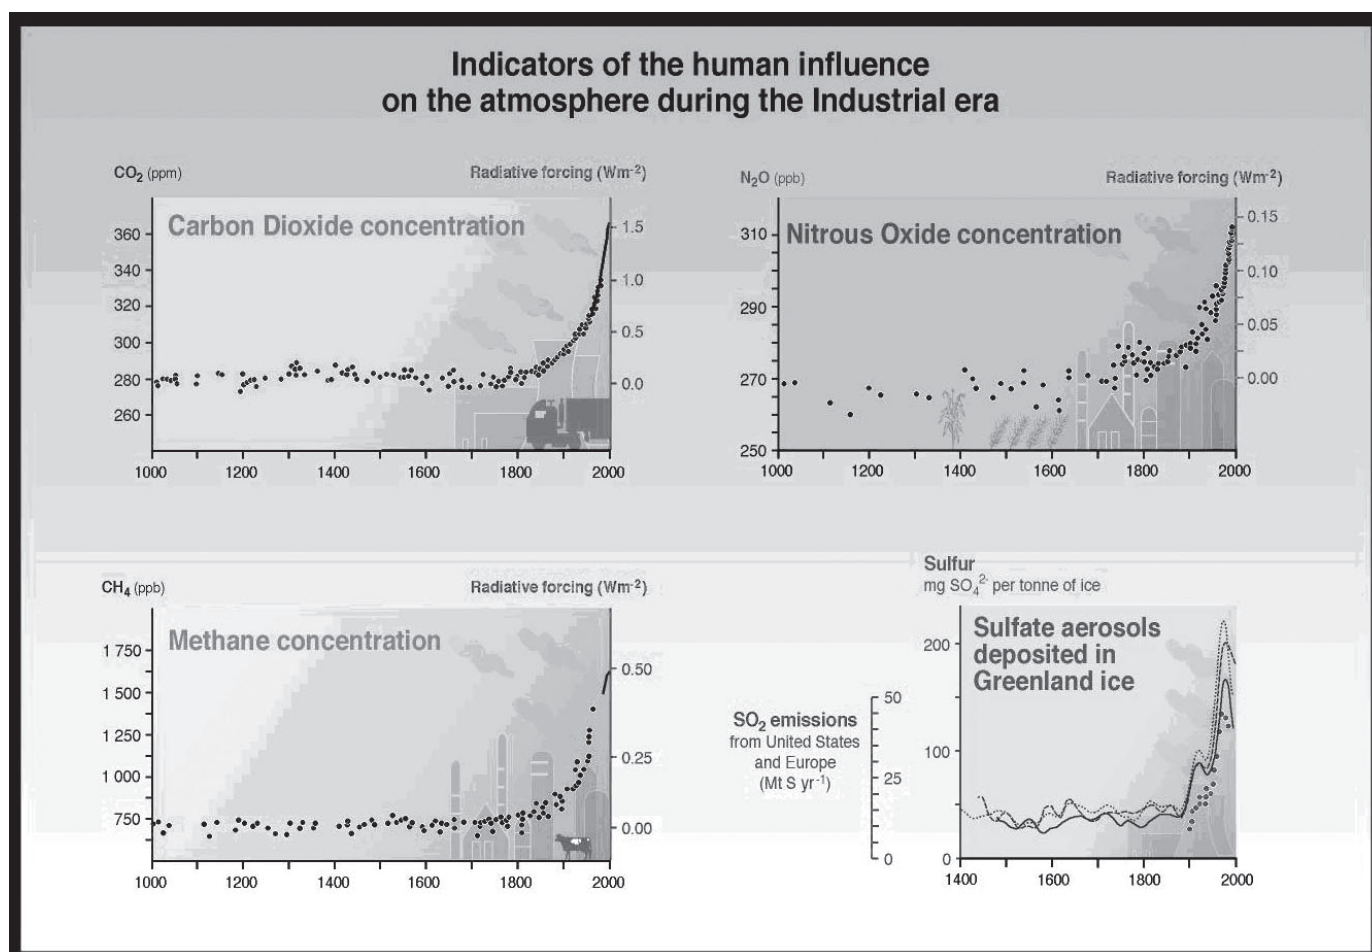 Indicators of the human influence
on the atmosphere during the Industrial era
CO₂ (ppm)
Radiative forcing (Wm⁻²)
Carbon Dioxide concentration
360
340
320
300
280
260
1.5
1.0
0.5
0.0
1000 1200 1400 1600 1800 2000
N₂O (ppb)
Radiative forcing (Wm⁻²)
Nitrous Oxide concentration
310
290
270
250
0.15
0.10
0.05
0.00
1000 1200 1400 1600 1800 2000
CH₄ (ppb)
Radiative forcing (Wm⁻²)
Methane concentration
1 750
1 500
1 250
1 000
750
0.50
0.25
0.00
1000 1200 1400 1600 1800 2000
Sulfur
mg SO₄²⁻ per tonne of ice
Sulfate aerosols
deposited in
Greenland ice
200
100
0
SO₂ emissions
from United States
and Europe
(Mt S yr⁻¹)
50
25
0
1400 1600 1800 2000